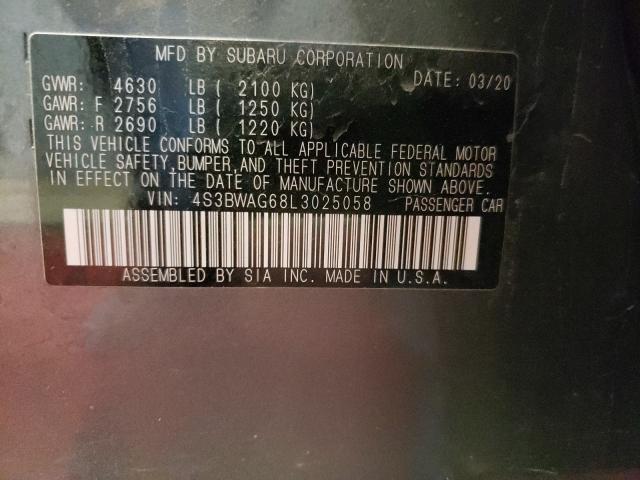 MFD BY SUBARU CORPORATION
DATE: 03/20
GVWR: 4630 LB ( 2100 KG)
GAWR: F 2756 LB ( 1250 KG)
GAWR: R 2690 LB ( 1220 KG)
THIS VEHICLE CONFORMS TO ALL APPLICABLE FEDERAL MOTOR
VEHICLE SAFETY, BUMPER, AND THEFT PREVENTION STANDARDS
IN EFFECT ON THE DATE OF MANUFACTURE SHOWN ABOVE.
VIN: 4S3BWAG68L3025058 PASSENGER CAR
ASSEMBLED BY SIA INC. MADE IN U.S.A.